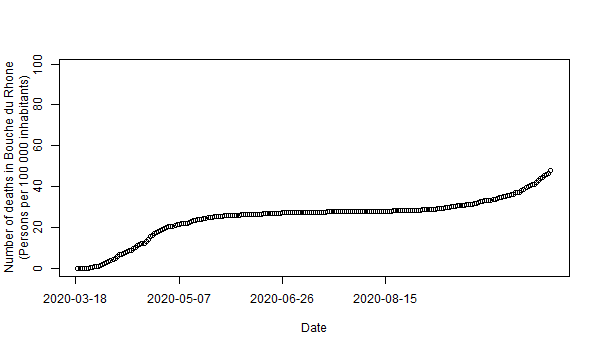 Number of deaths in Bouche du Rhone
(Persons per 100 000 inhabitants)
100
80
60
40
20
0
2020-03-18 2020-05-07 2020-06-26 2020-08-15
Date